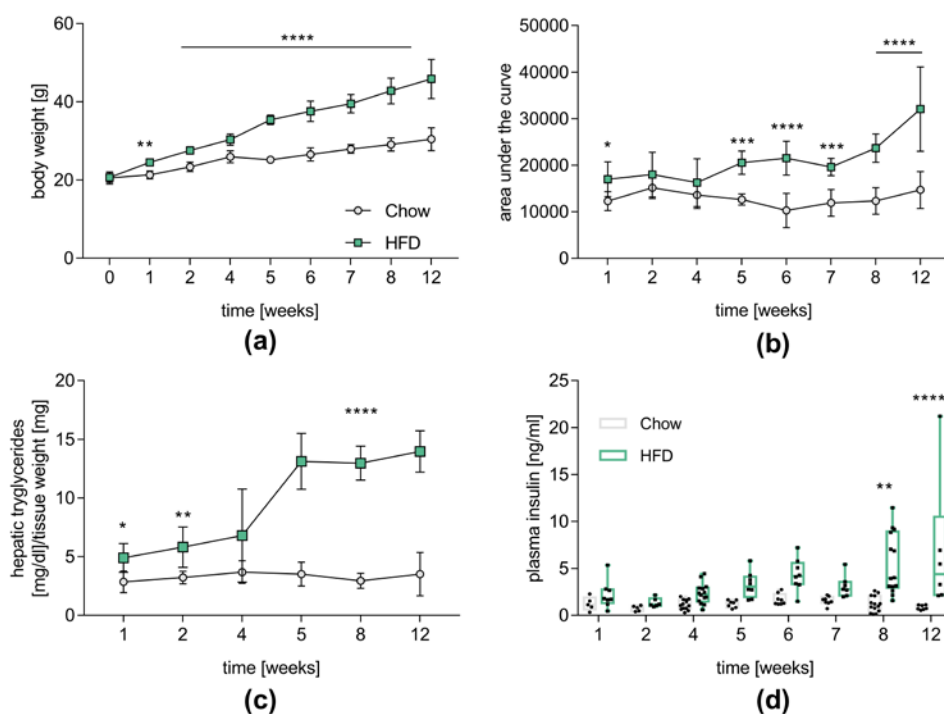 60
40
20
0
body weight [g]
****
**
Chow
HFD
0 1 2 4 5 6 7 8 12
time [weeks]
(a)
50000
40000
30000
20000
10000
0
area under the curve
*
***
****
***
****
1 2 4 5 6 7 8 12
time [weeks]
(b)
20
15
10
5
0
hepatic tryglycerides
[mg/dl]/tissue weight [mg]
*
**
****
1 2 4 5 8 12
time [weeks]
(c)
25
20
15
10
5
0
plasma insulin [ng/ml]
Chow
HFD
**
****
1 2 4 5 6 7 8 12
time [weeks]
(d)